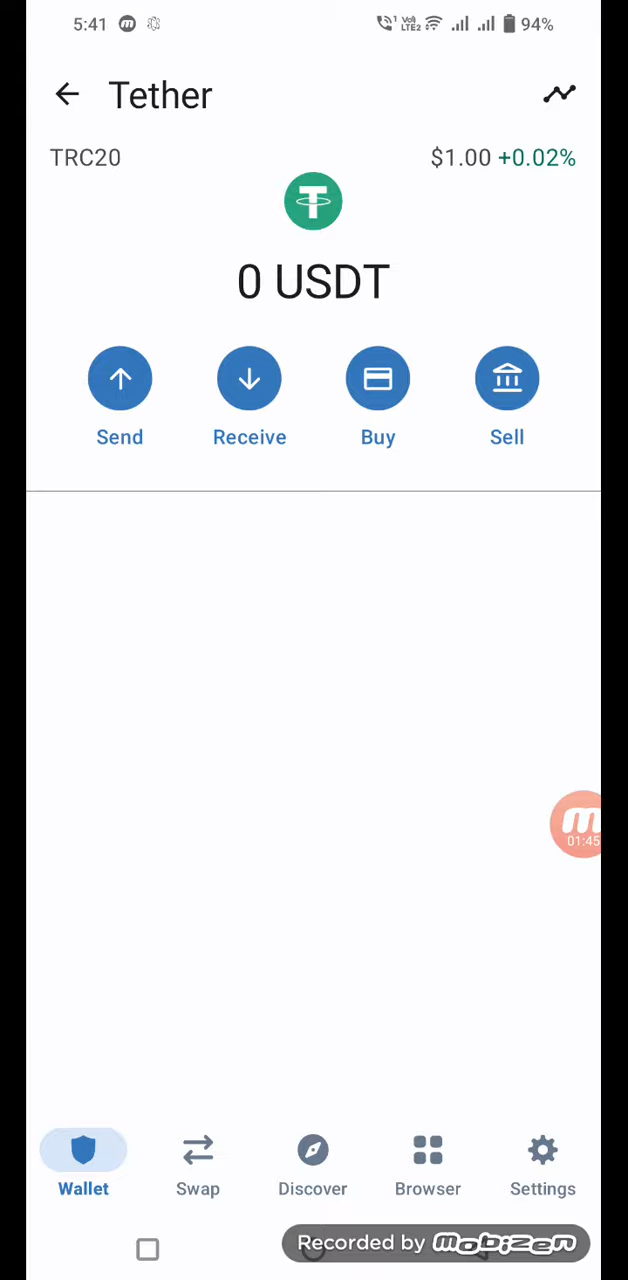 5:41 94%
Tether
TRC20 $1.00 +0.02%
0 USDT
Send Receive Buy Sell
01:45
Wallet Swap Discover Browser Settings
Recorded by mobizen